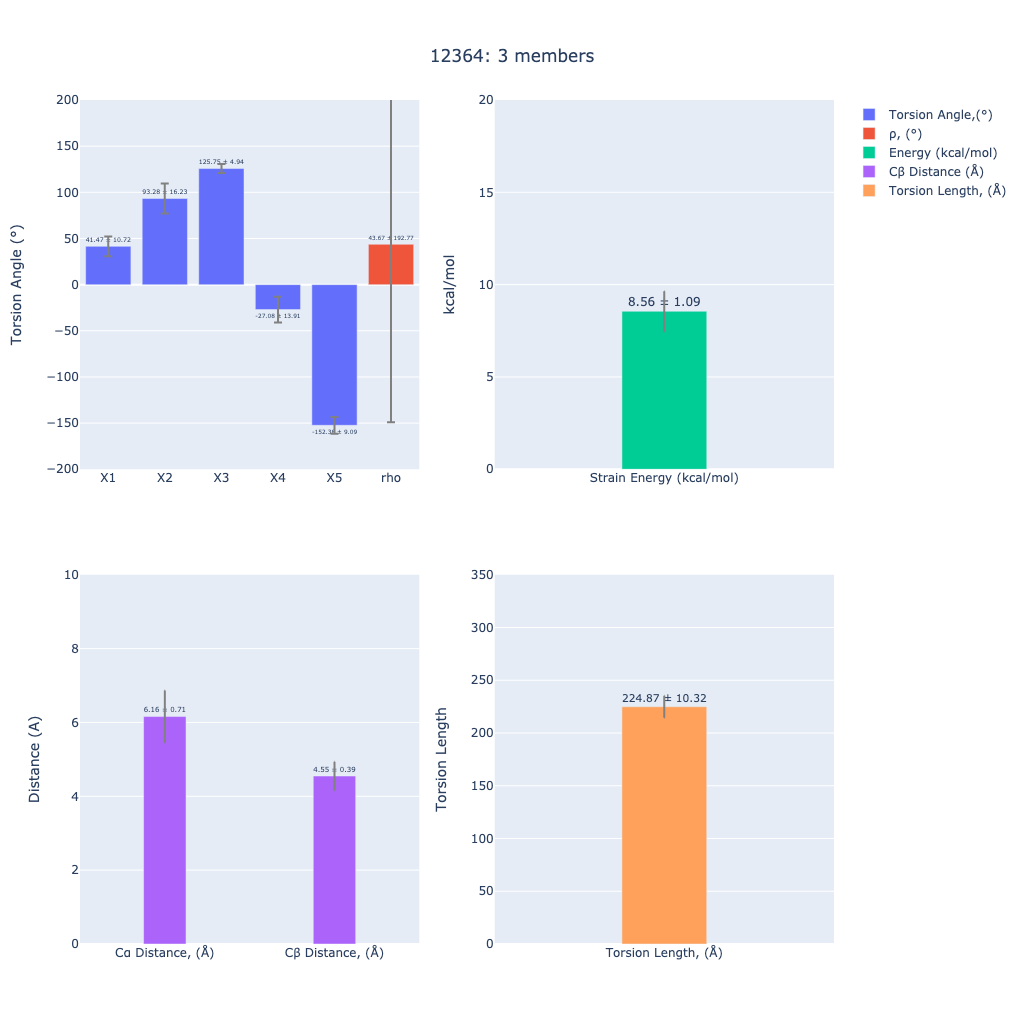 12364: 3 members
Torsion Angle (°)
200
150
100
50
0
−50
−100
−150
−200
41.47 ± 10.72
93.28 ± 16.23
125.75 ± 4.94
-27.08 ± 13.91
43.67 ± 192.77
X1
X2
X3
X4
X5
rho
kcal/mol
20
15
10
5
0
8.56 ± 1.09
Strain Energy (kcal/mol)
Torsion Angle,(°)
ρ, (°)
Energy (kcal/mol)
Cβ Distance (Å)
Torsion Length, (Å)
Distance (A)
10
8
6
4
2
0
6.16 ± 0.71
4.55 ± 0.39
Cα Distance, (Å)
Cβ Distance, (Å)
Torsion Length
350
300
250
200
150
100
50
0
224.87 ± 10.32
Torsion Length, (Å)